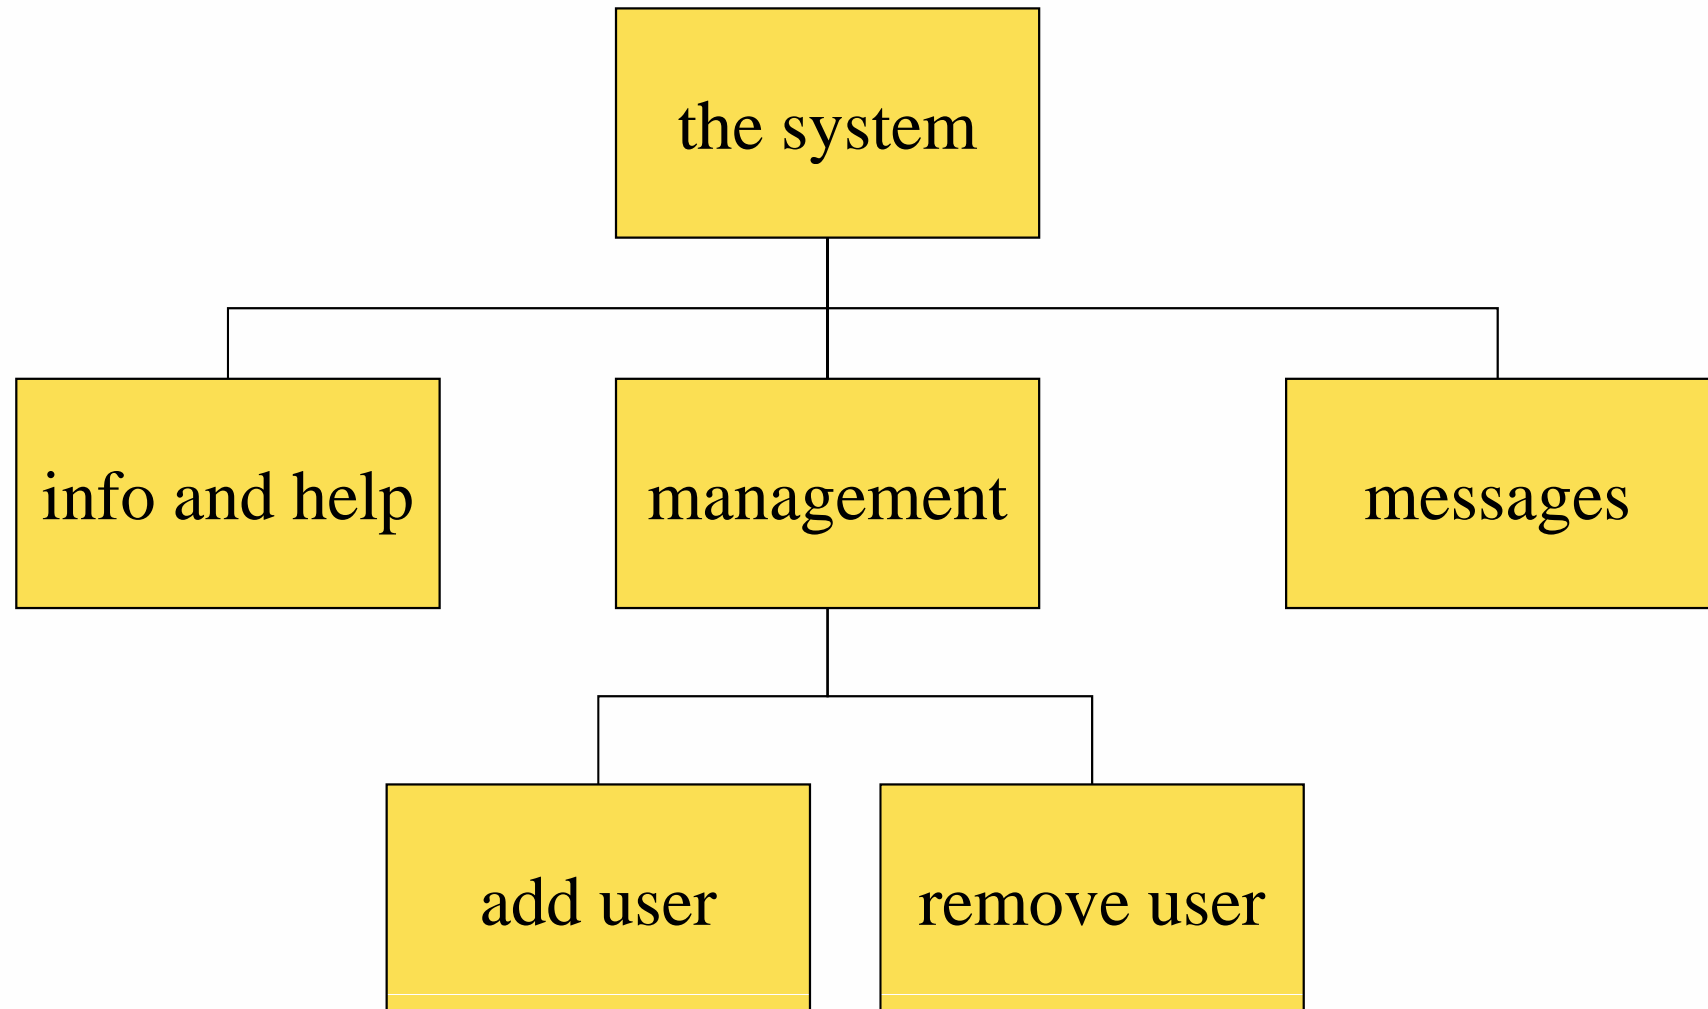 the system
info and help
management
messages
add user
remove user